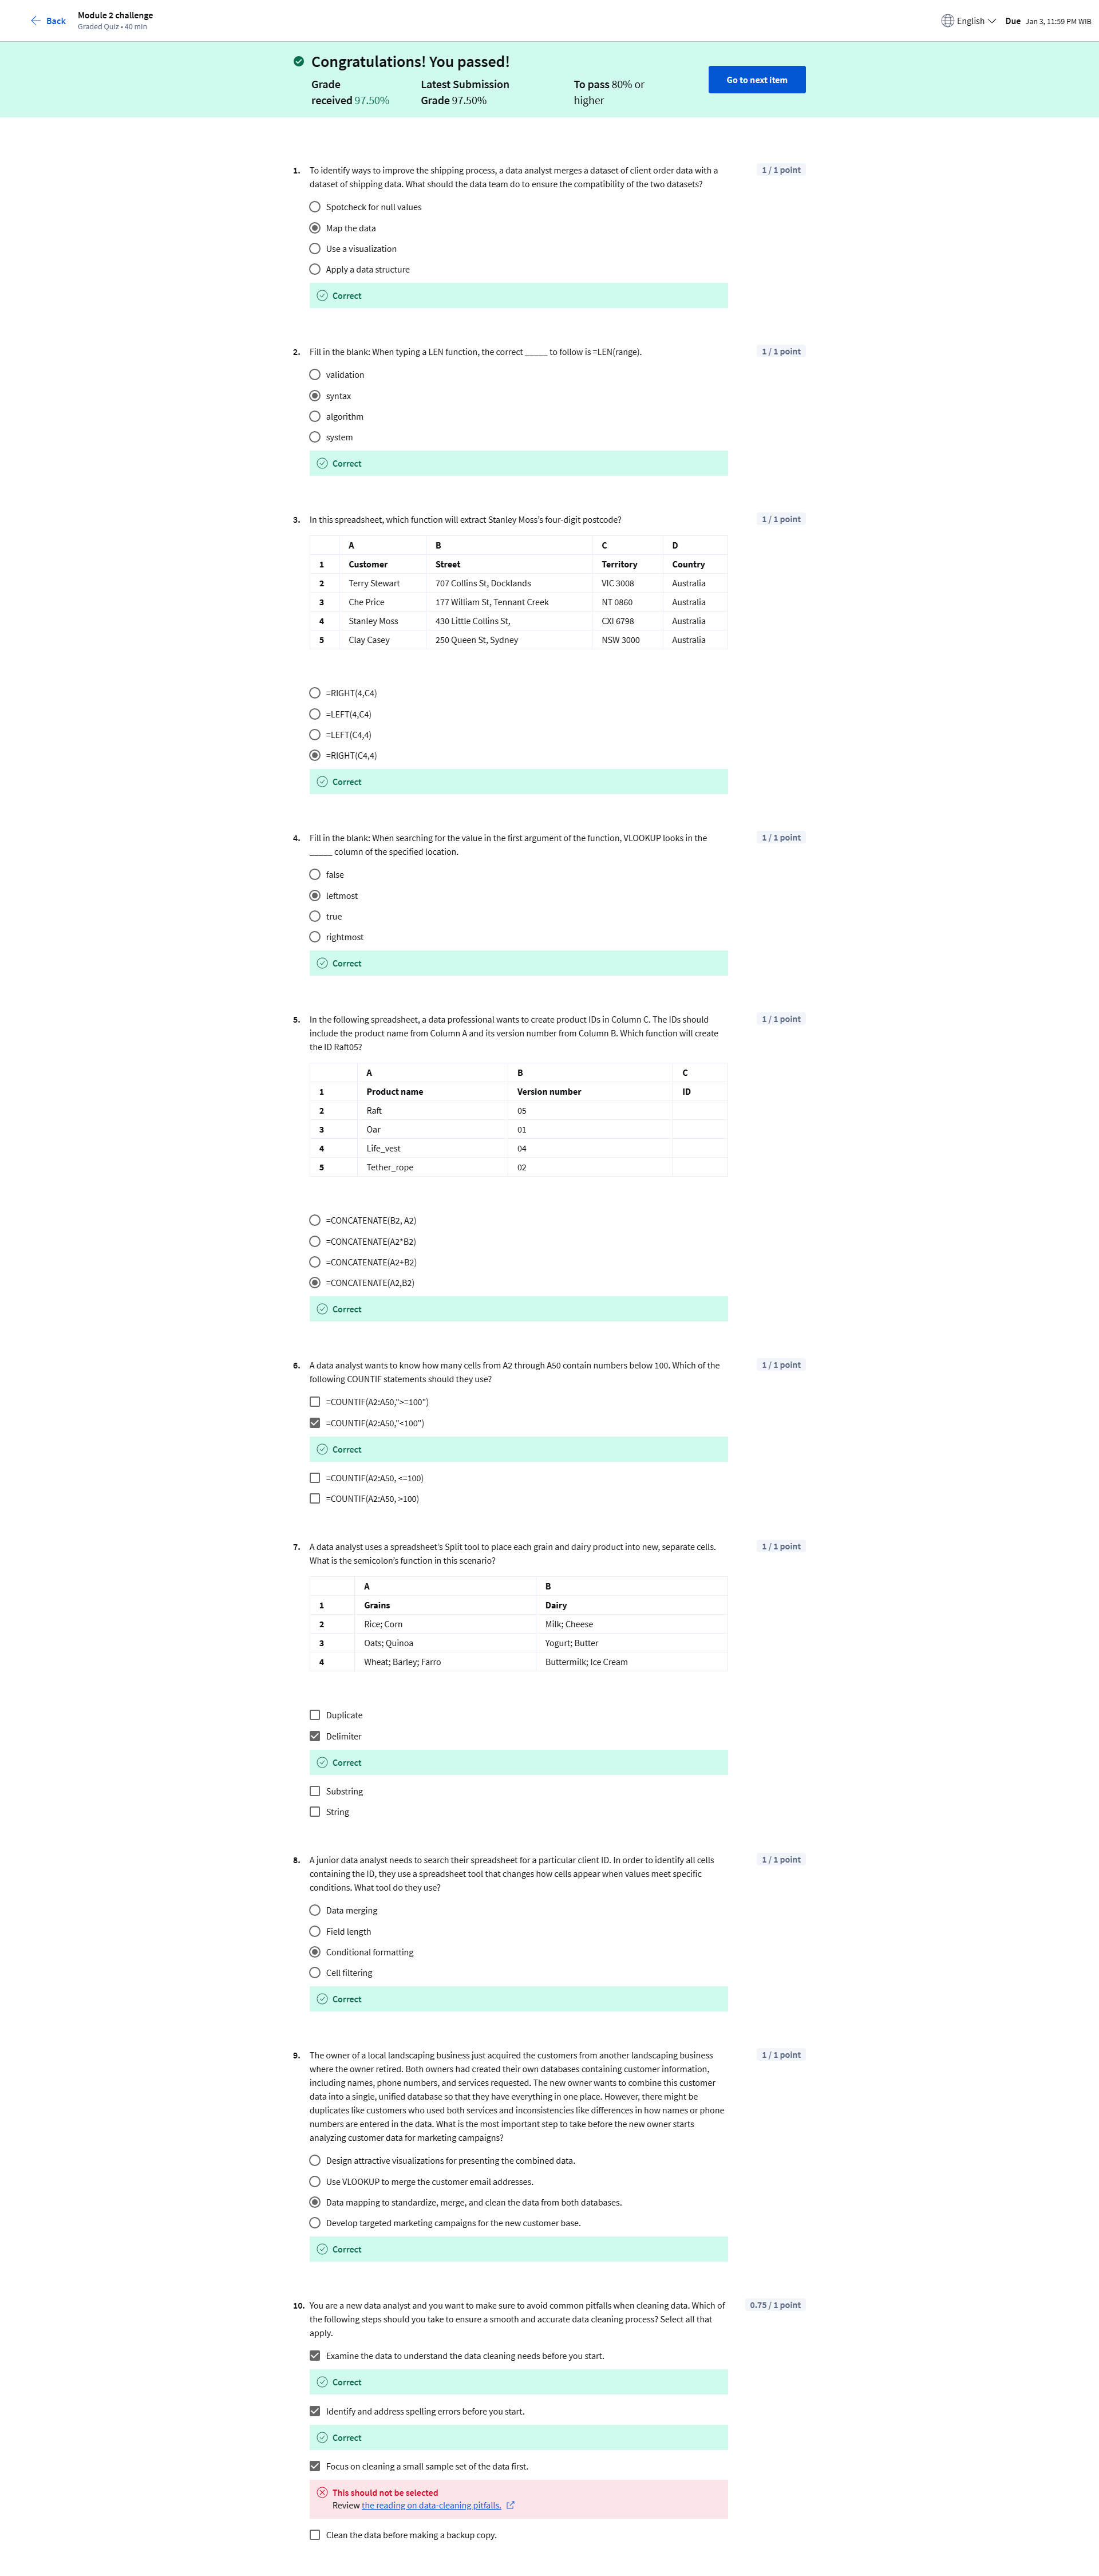 Back
Module 2 challenge
Graded Quiz • 40 min
English
Due Jan 3, 11:59 PM WIB
Congratulations! You passed!
Grade received 97.50%
Latest Submission Grade 97.50%
To pass 80% or higher
Go to next item
1. To identify ways to improve the shipping process, a data analyst merges a dataset of client order data with a
dataset of shipping data. What should the data team do to ensure the compatibility of the two datasets?
1 / 1 point
Spotcheck for null values
Map the data
Use a visualization
Apply a data structure
Correct
2. Fill in the blank: When typing a LEN function, the correct _____ to follow is =LEN(range).
1 / 1 point
validation
syntax
algorithm
system
Correct
3. In this spreadsheet, which function will extract Stanley Moss’s four-digit postcode?
1 / 1 point
A B C D
1 Customer Street Territory Country
2 Terry Stewart 707 Collins St, Docklands VIC 3008 Australia
3 Che Price 177 William St, Tennant Creek NT 0860 Australia
4 Stanley Moss 430 Little Collins St, CXI 6798 Australia
5 Clay Casey 250 Queen St, Sydney NSW 3000 Australia
=RIGHT(4,C4)
=LEFT(4,C4)
=LEFT(C4,4)
=RIGHT(C4,4)
Correct
4. Fill in the blank: When searching for the value in the first argument of the function, VLOOKUP looks in the
_____ column of the specified location.
1 / 1 point
false
leftmost
true
rightmost
Correct
5. In the following spreadsheet, a data professional wants to create product IDs in Column C. The IDs should
include the product name from Column A and its version number from Column B. Which function will create
the ID Raft05?
1 / 1 point
A B C
1 Product name Version number ID
2 Raft 05
3 Oar 01
4 Life_vest 04
5 Tether_rope 02
=CONCATENATE(B2, A2)
=CONCATENATE(A2*B2)
=CONCATENATE(A2+B2)
=CONCATENATE(A2,B2)
Correct
6. A data analyst wants to know how many cells from A2 through A50 contain numbers below 100. Which of the
following COUNTIF statements should they use?
1 / 1 point
=COUNTIF(A2:A50,">=100")
=COUNTIF(A2:A50,"<100")
Correct
=COUNTIF(A2:A50, <=100)
=COUNTIF(A2:A50, >100)
7. A data analyst uses a spreadsheet’s Split tool to place each grain and dairy product into new, separate cells.
What is the semicolon’s function in this scenario?
1 / 1 point
A B
1 Grains Dairy
2 Rice; Corn Milk; Cheese
3 Oats; Quinoa Yogurt; Butter
4 Wheat; Barley; Farro Buttermilk; Ice Cream
Duplicate
Delimiter
Correct
Substring
String
8. A junior data analyst needs to search their spreadsheet for a particular client ID. In order to identify all cells
containing the ID, they use a spreadsheet tool that changes how cells appear when values meet specific
conditions. What tool do they use?
1 / 1 point
Data merging
Field length
Conditional formatting
Cell filtering
Correct
9. The owner of a local landscaping business just acquired the customers from another landscaping business
where the owner retired. Both owners had created their own databases containing customer information,
including names, phone numbers, and services requested. The new owner wants to combine this customer
data into a single, unified database so that they have everything in one place. However, there might be
duplicates like customers who used both services and inconsistencies like differences in how names or phone
numbers are entered in the data. What is the most important step to take before the new owner starts
analyzing customer data for marketing campaigns?
1 / 1 point
Design attractive visualizations for presenting the combined data.
Use VLOOKUP to merge the customer email addresses.
Data mapping to standardize, merge, and clean the data from both databases.
Develop targeted marketing campaigns for the new customer base.
Correct
10. You are a new data analyst and you want to make sure to avoid common pitfalls when cleaning data. Which of
the following steps should you take to ensure a smooth and accurate data cleaning process? Select all that
apply.
0.75 / 1 point
Examine the data to understand the data cleaning needs before you start.
Correct
Identify and address spelling errors before you start.
Correct
Focus on cleaning a small sample set of the data first.
This should not be selected
Review the reading on data-cleaning pitfalls.
Clean the data before making a backup copy.